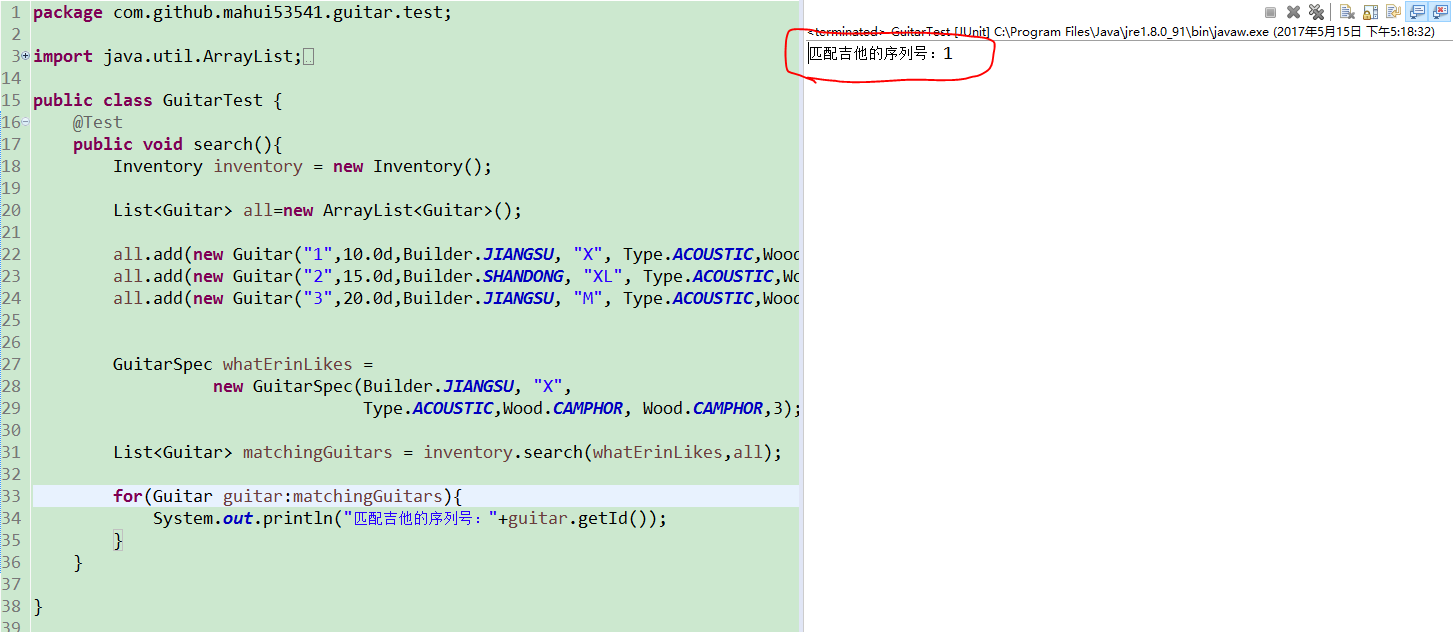 1 package com.github.mahui53541.guitar.test;
2
3 import java.util.ArrayList;
14
15 public class GuitarTest {
16     @Test
17     public void search(){
18         Inventory inventory = new Inventory();
19
20         List<Guitar> all=new ArrayList<Guitar>();
21
22         all.add(new Guitar("1",10.0d,Builder.JIANGSU, "X", Type.ACOUSTIC,Wood
23         all.add(new Guitar("2",15.0d,Builder.SHANDONG, "XL", Type.ACOUSTIC,Wo
24         all.add(new Guitar("3",20.0d,Builder.JIANGSU, "M", Type.ACOUSTIC,Wood
25
26
27         GuitarSpec whatErinLikes =
28                   new GuitarSpec(Builder.JIANGSU, "X",
29                                  Type.ACOUSTIC,Wood.CAMPHOR, Wood.CAMPHOR,3);
30
31         List<Guitar> matchingGuitars = inventory.search(whatErinLikes,all);
32
33         for(Guitar guitar:matchingGuitars){
34             System.out.println("匹配吉他的序列号："+guitar.getId());
35         }
36     }
37
38 }
39
<terminated> GuitarTest [JUnit] C:\Program Files\Java\jre1.8.0_91\bin\javaw.exe (2017年5月15日 下午5:18:32)
匹配吉他的序列号：1